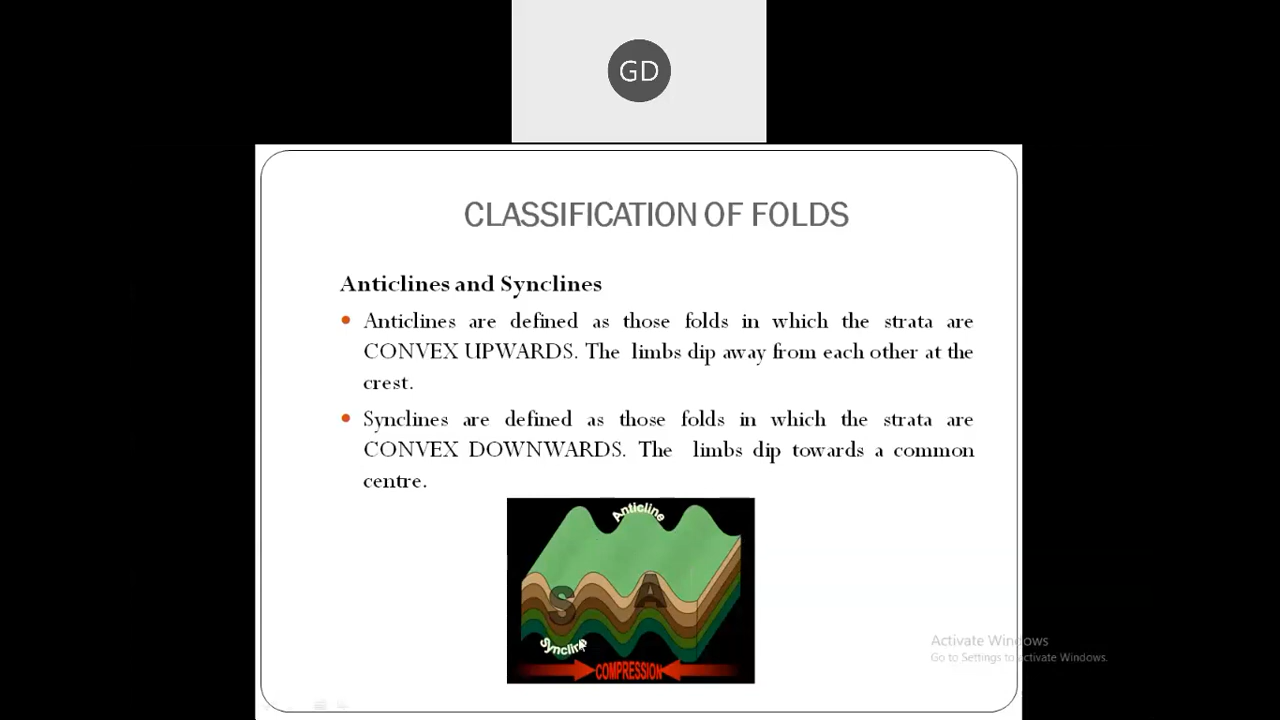 GD
CLASSIFICATION OF FOLDS
Anticlines and Synclines
Anticlines are defined as those folds in which the strata are
CONVEX UPWARDS. The limbs dip away from each other at the
crest.
Synclines are defined as those folds in which the strata are
CONVEX DOWNWARDS. The limbs dip towards a common
centre.
Anticline
S A
Syncline
COMPRESSION
Activate Windows
Go to Settings to activate Windows.